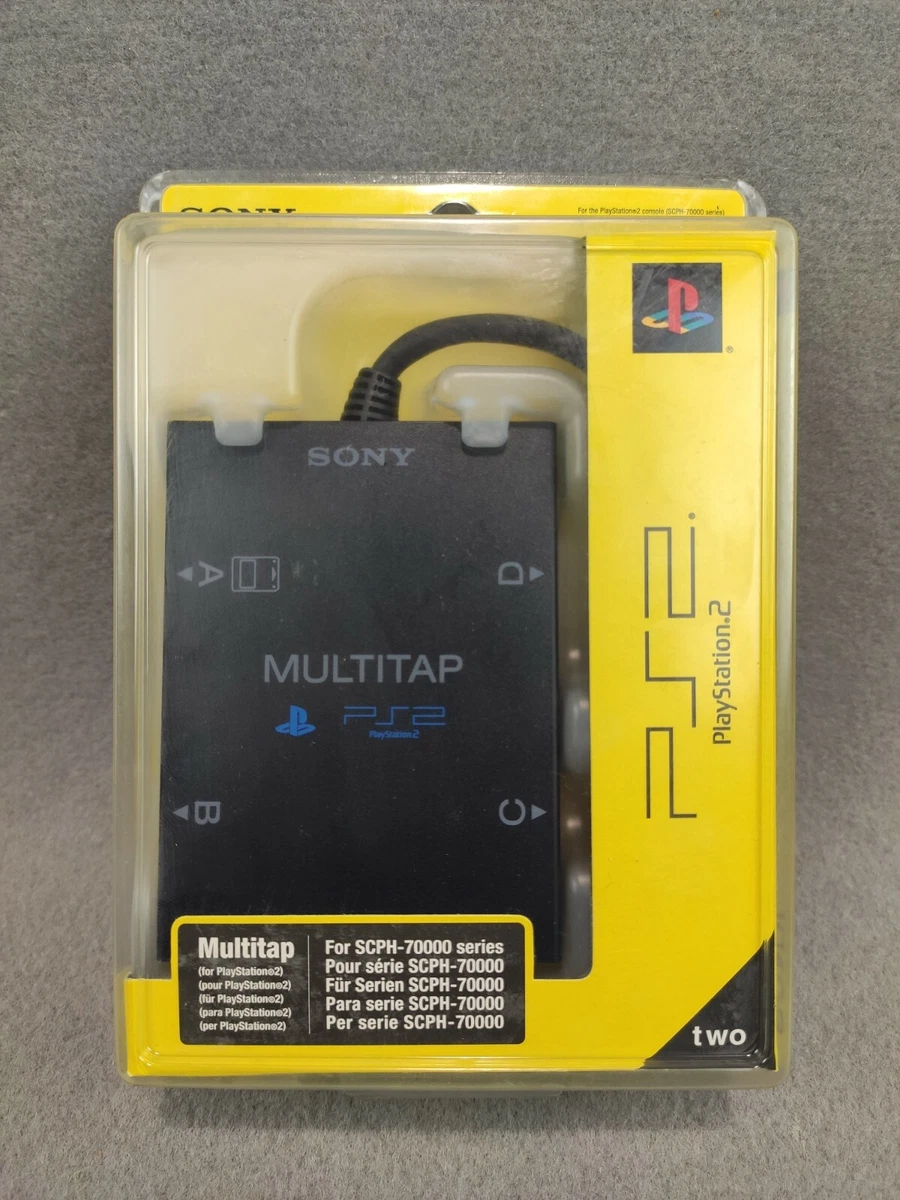 SONY
For the PlayStation®2 console (SCPH-70000 series)
®
SONY
A
D
MULTITAP
PS2
PlayStation®2
B
C
PS2®
PlayStation®2
Multitap
(for PlayStation®2)
(pour PlayStation®2)
(für PlayStation®2)
(para PlayStation®2)
(per PlayStation®2)
For SCPH-70000 series
Pour série SCPH-70000
Für Serien SCPH-70000
Para serie SCPH-70000
Per serie SCPH-70000
two